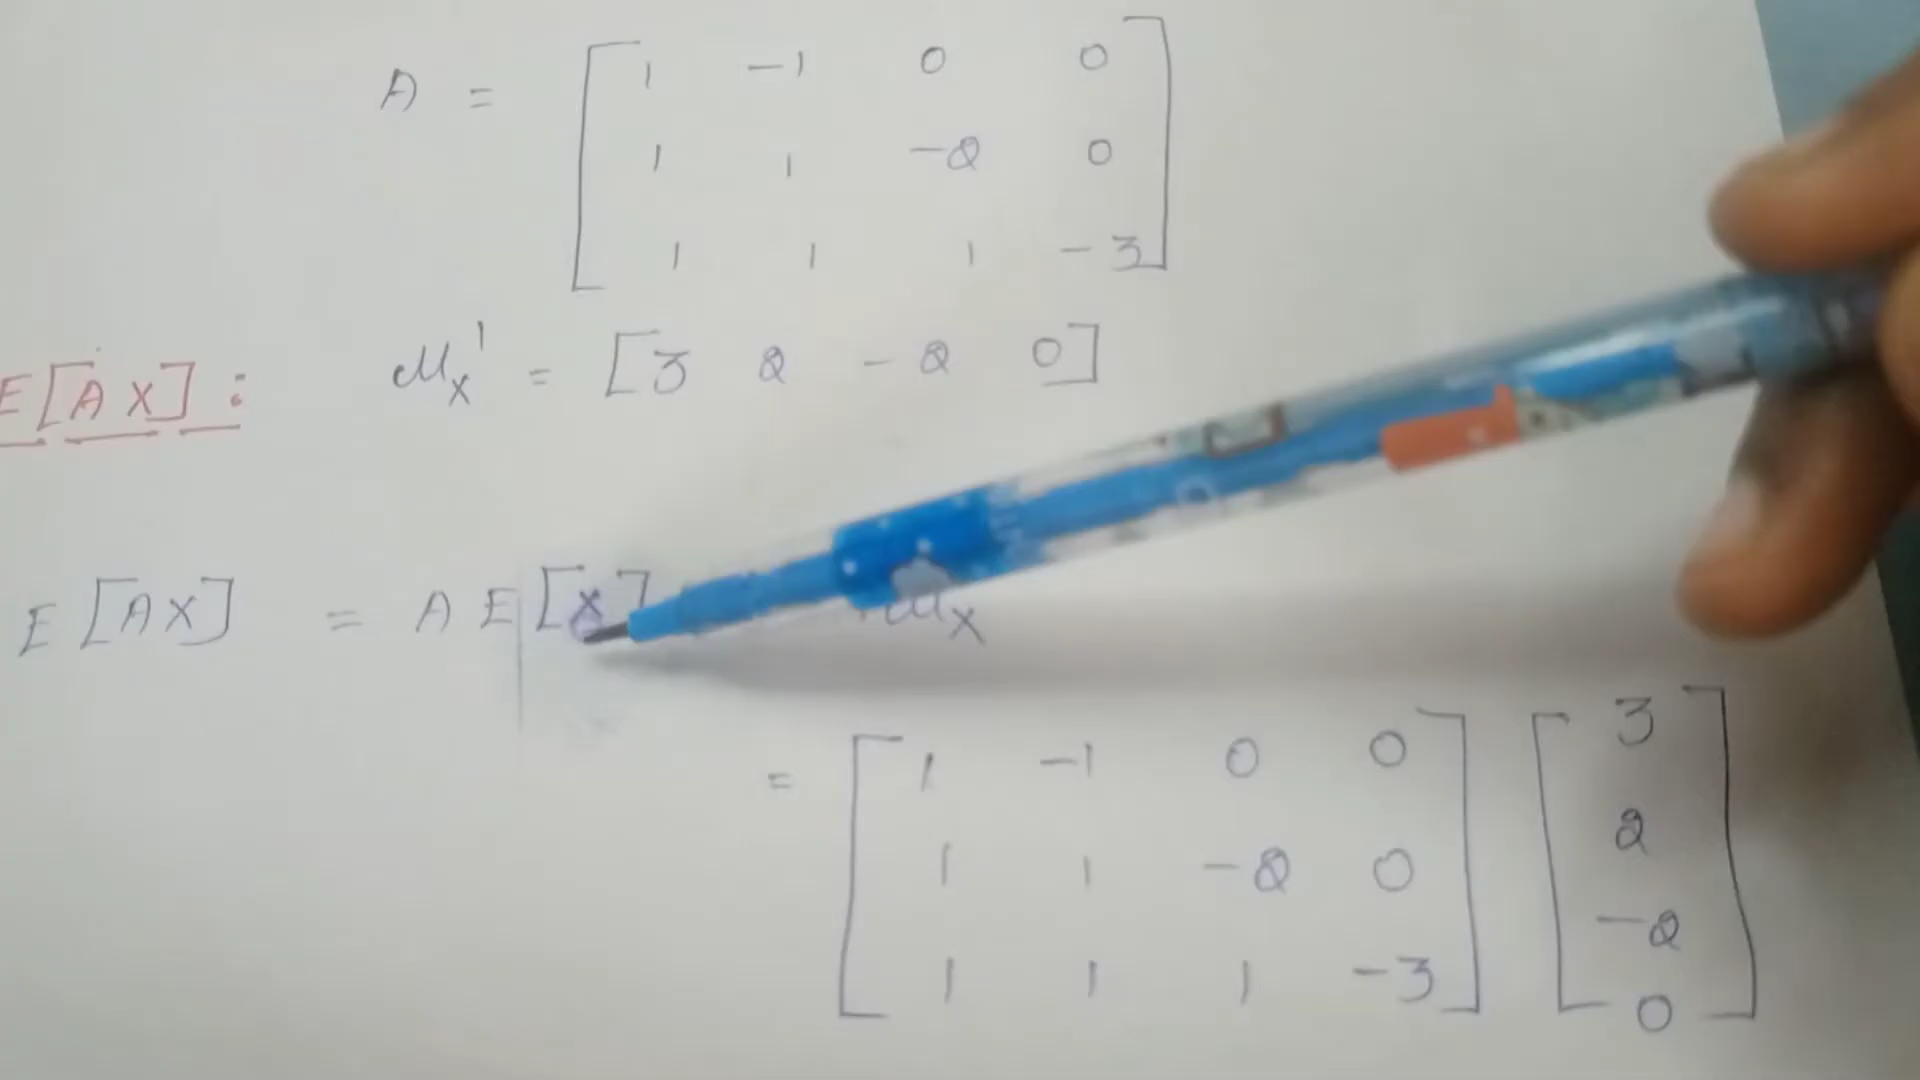 A = [ 1 -1 0 0
1 1 -2 0
1 1 1 -3 ]
E[AX] : μx' = [3 2 -2 0]
E[AX] = A E[X] μx
= [ 1 -1 0 0 ] [ 3
1 1 -2 0 2
1 1 1 -3 -2
0 ]